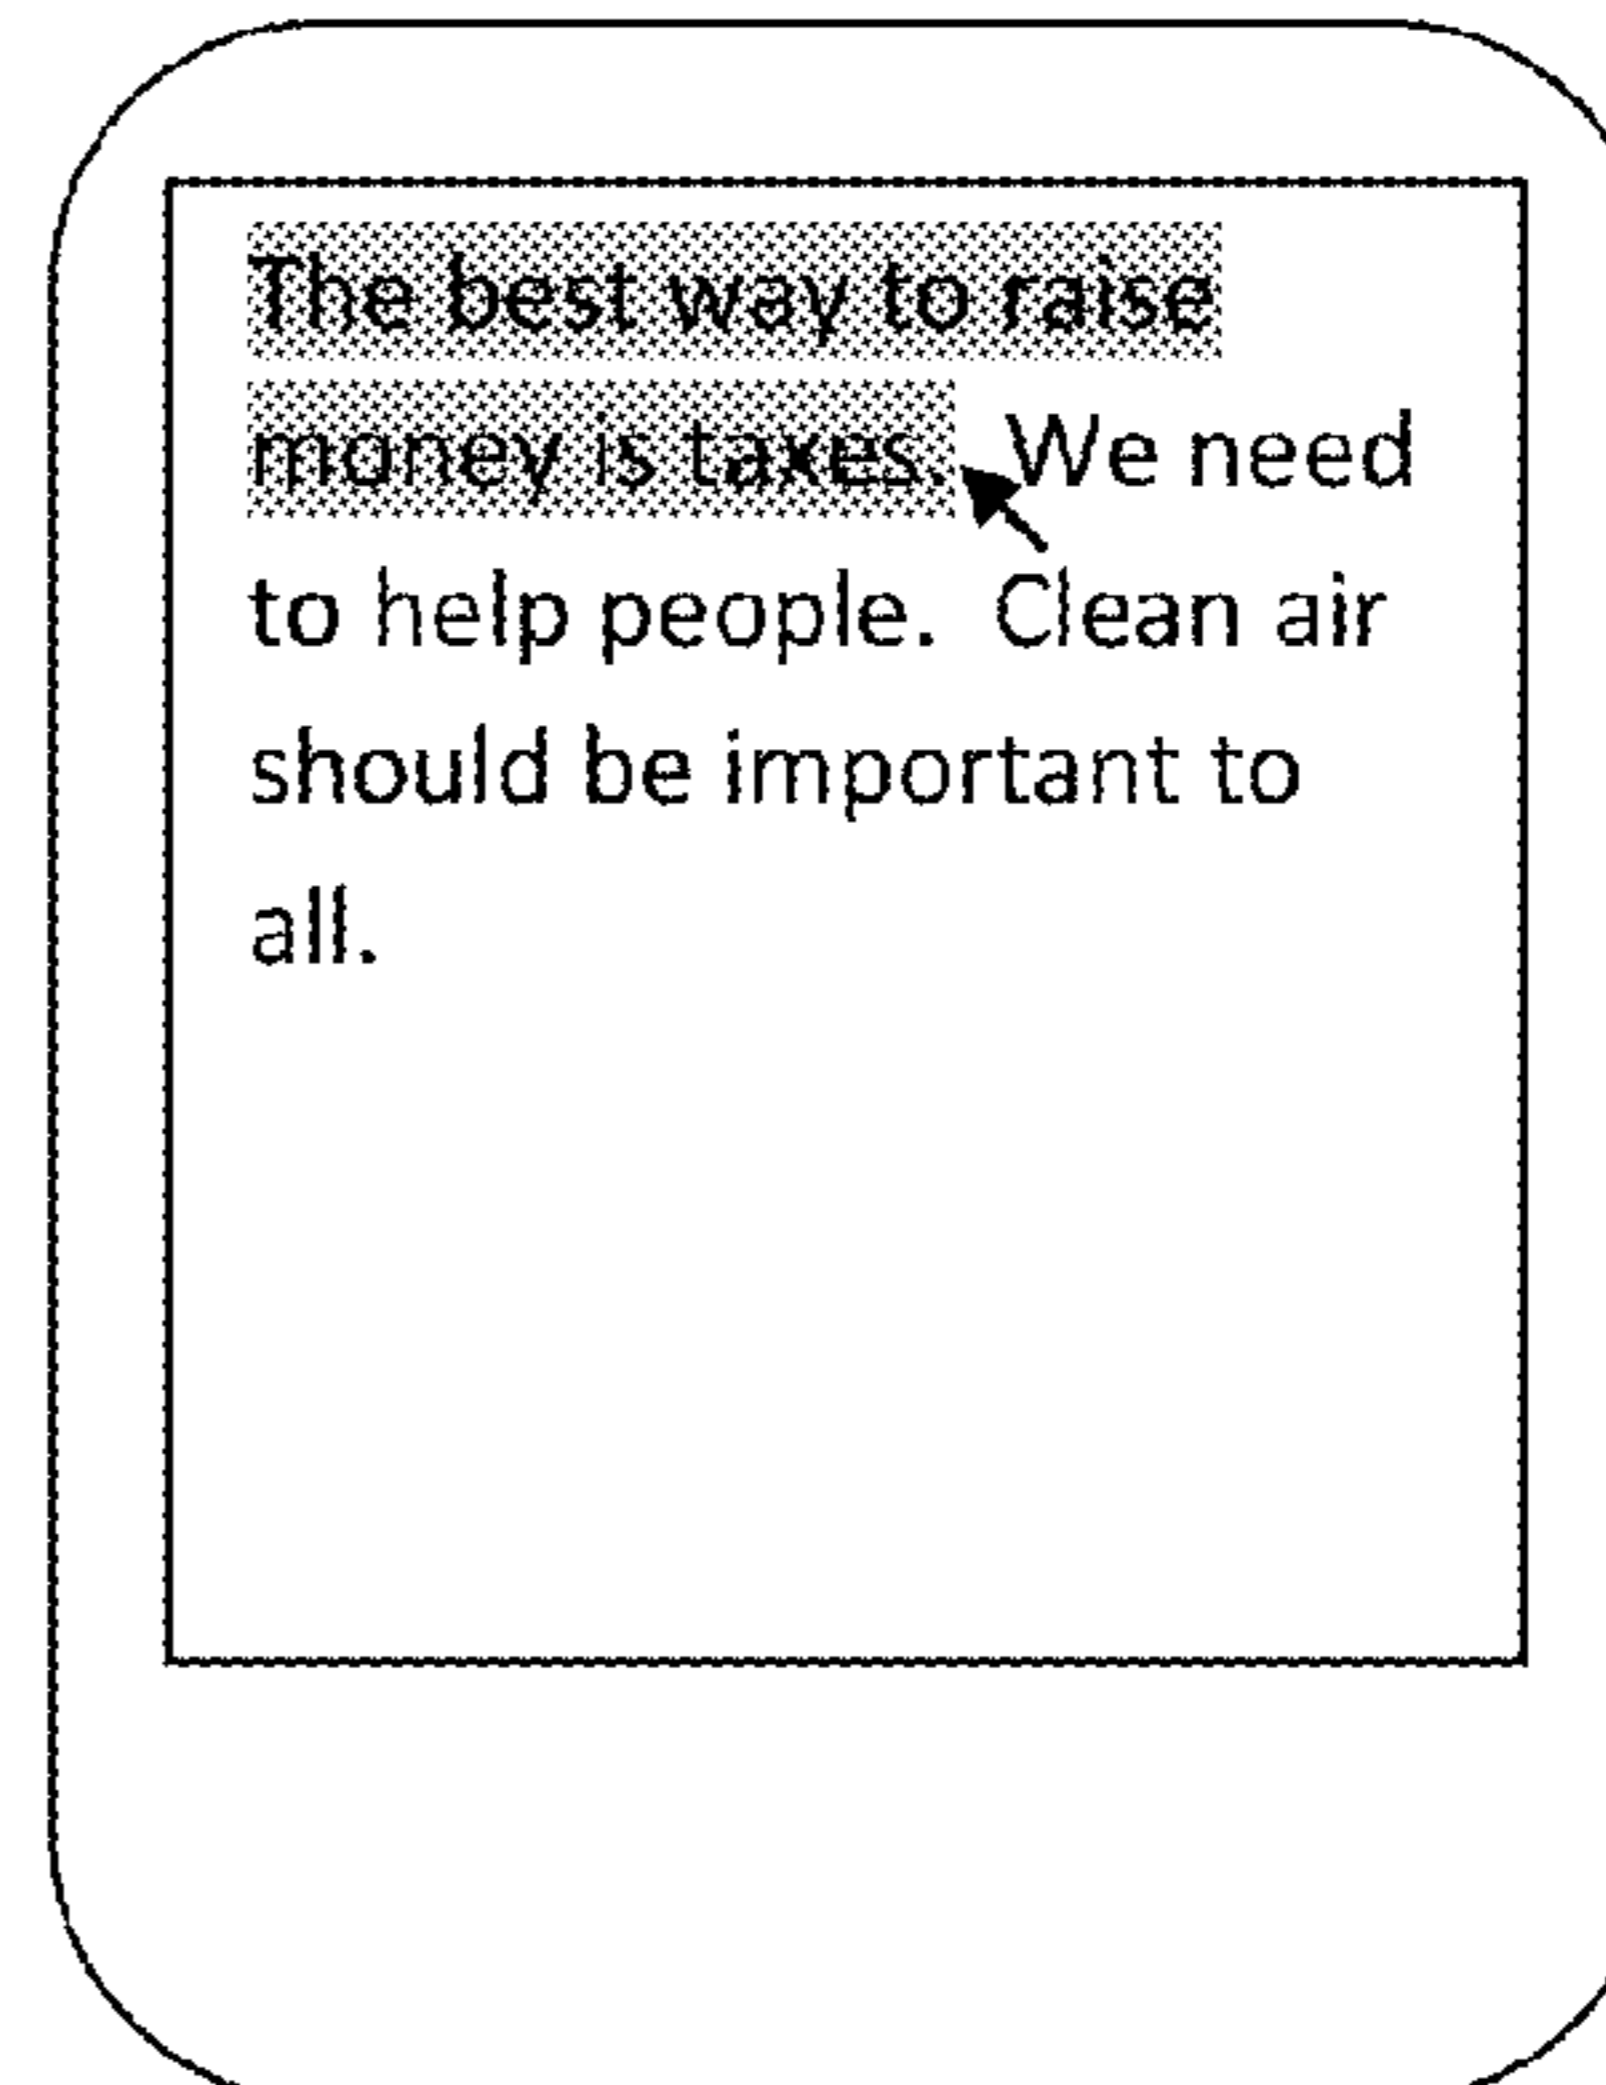 The best way to raise
money is taxes.  We need
to help people.  Clean air
should be important to
all.